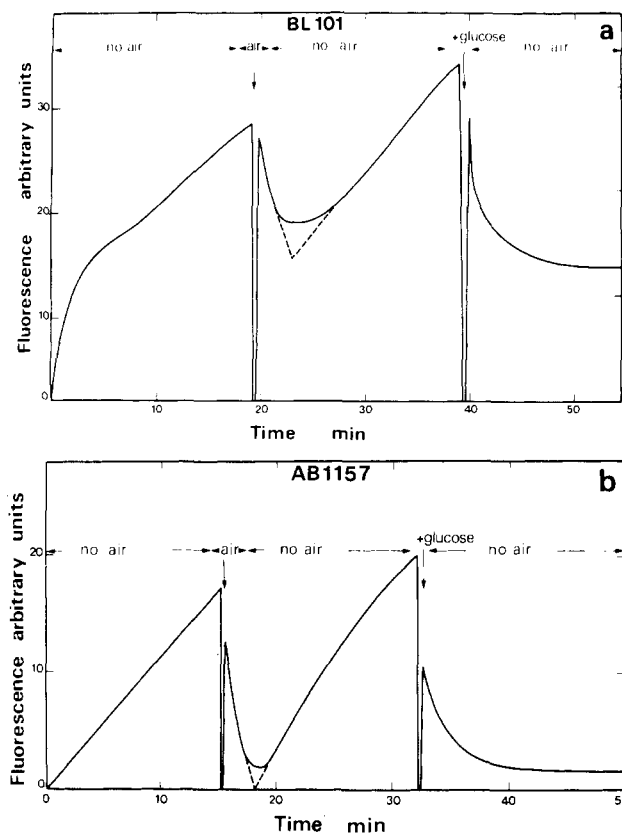 BL 101
a
no air air no air +glucose no air
Fluorescence arbitrary units
30
20
10
0
10 20 30 40 50
Time min
AB1157
b
no air air no air +glucose no air
Fluorescence arbitrary units
20
10
0
0 10 20 30 40 50
Time min